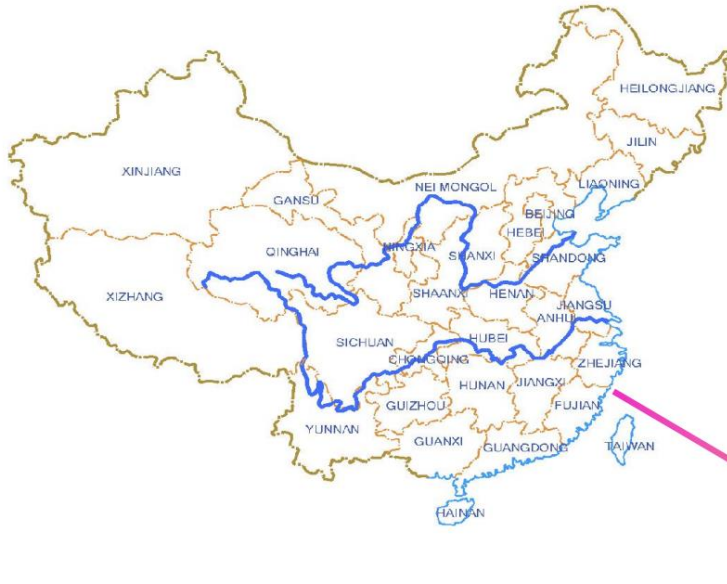 HEILONGJIANG
JILIN
XINJIANG
NEI MONGOL
LIAONING
GANSU
BEIJING
HEBEI
NINGXIA
QINGHAI
SHANXI
SHANDONG
XIZHANG
SHAANXI
HENAN
JIANGSU
ANHUI
SICHUAN
HUBEI
CHONGQING
ZHEJIANG
HUNAN
JIANGXI
GUIZHOU
FUJIAN
YUNNAN
GUANXI
GUANGDONG
TAIWAN
HAINAN